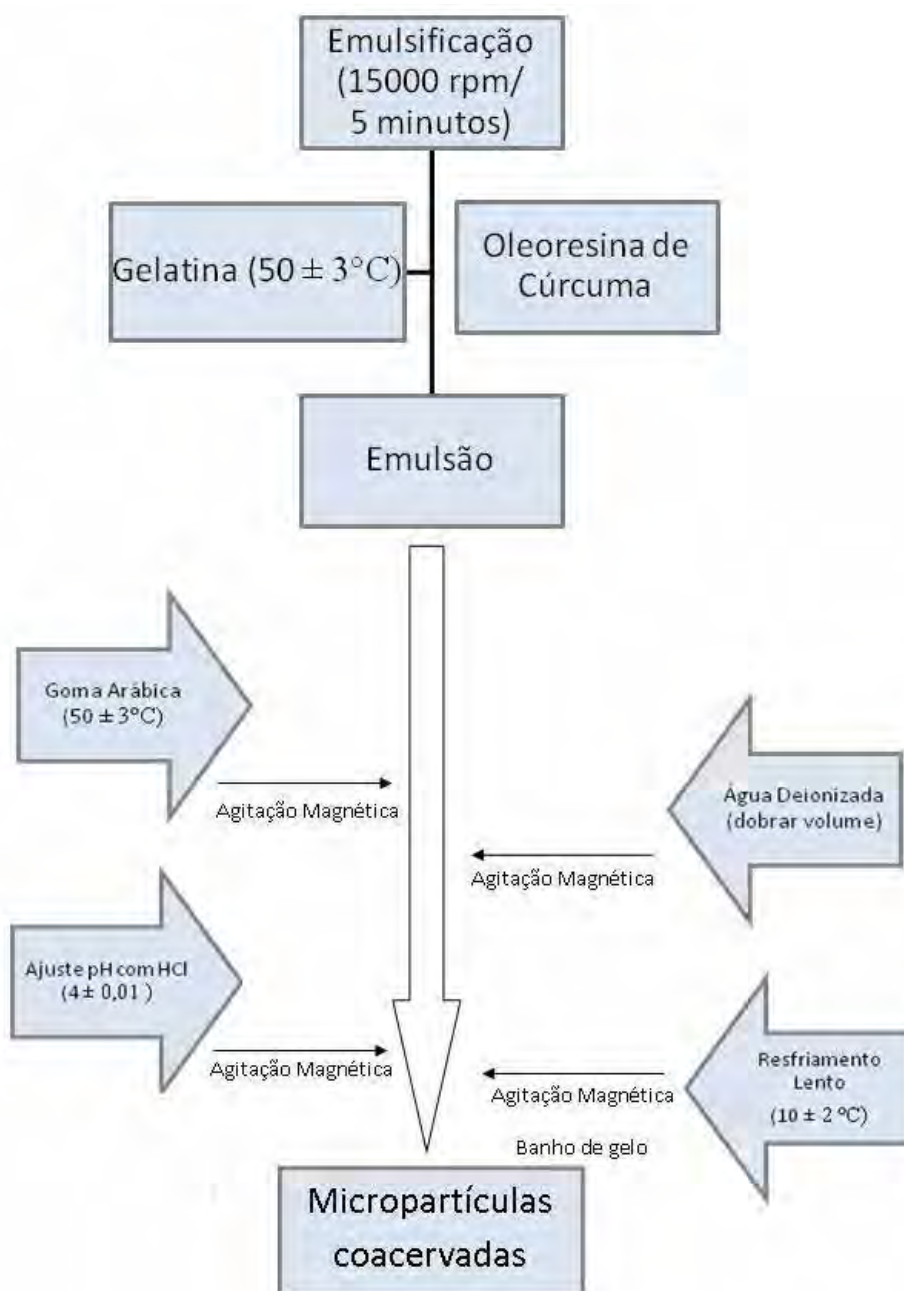 Emulsificação
(15000 rpm/
5 minutos)
Gelatina (50 ± 3°C)
Oleoresina de
Cúrcuma
Emulsão
Goma Arábica
(50 ± 3°C)
Agitação Magnética
Água Deionizada
(dobrar volume)
Agitação Magnética
Ajuste pH com HCl
(4 ± 0,01 )
Agitação Magnética
Resfriamento
Lento
(10 ± 2 °C)
Agitação Magnética
Banho de gelo
Micropartículas
coacervadas